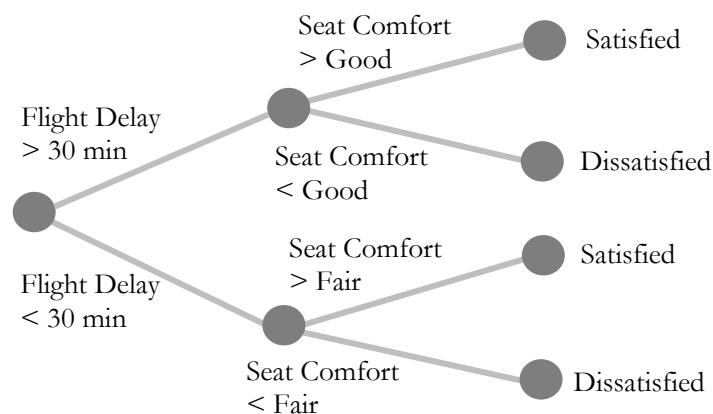 Seat Comfort
> Good
Satisfied
Flight Delay
> 30 min
Seat Comfort
< Good
Dissatisfied
Seat Comfort
> Fair
Satisfied
Flight Delay
< 30 min
Seat Comfort
< Fair
Dissatisfied